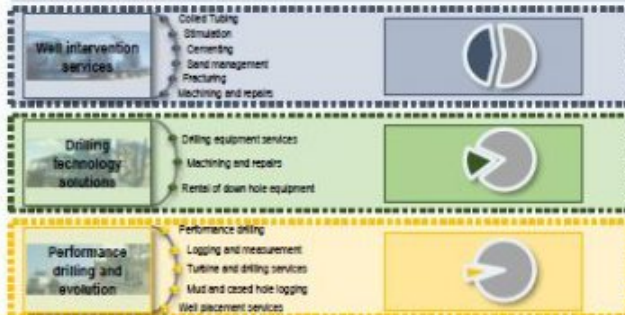 Well intervention
services
Coiled Tubing
Stimulation
Cementing
Sand management
Fracturing
Machining and repairs
Drilling
technology
solutions
Drilling equipment services
Machining and repairs
Rental of down hole equipment
Performance
drilling and
evolution
Performance drilling
Logging and measurement
Turbine and drilling services
Mud and cased hole logging
Well placement services